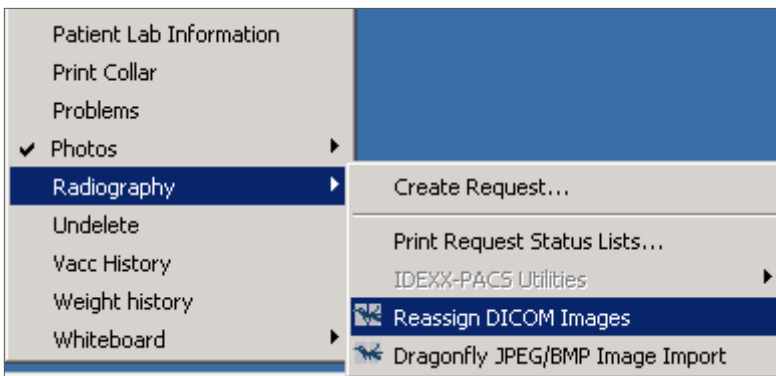 Patient Lab Information
Print Collar
Problems
Photos
Radiography
Undelete
Vacc History
Weight history
Whiteboard
Create Request...
Print Request Status Lists...
IDEXX-PACS Utilities
Reassign DICOM Images
Dragonfly JPEG/BMP Image Import